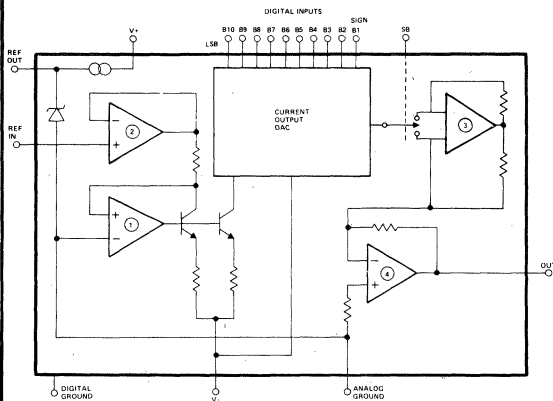 DIGITAL INPUTS
V+
SIGN
B10 B9 B8 B7 B6 B5 B4 B3 B2 B1
SB
LSB
REF
OUT
REF
IN
CURRENT
OUTPUT
DAC
2
3
1
4
OUT
DIGITAL
GROUND
V-
ANALOG
GROUND